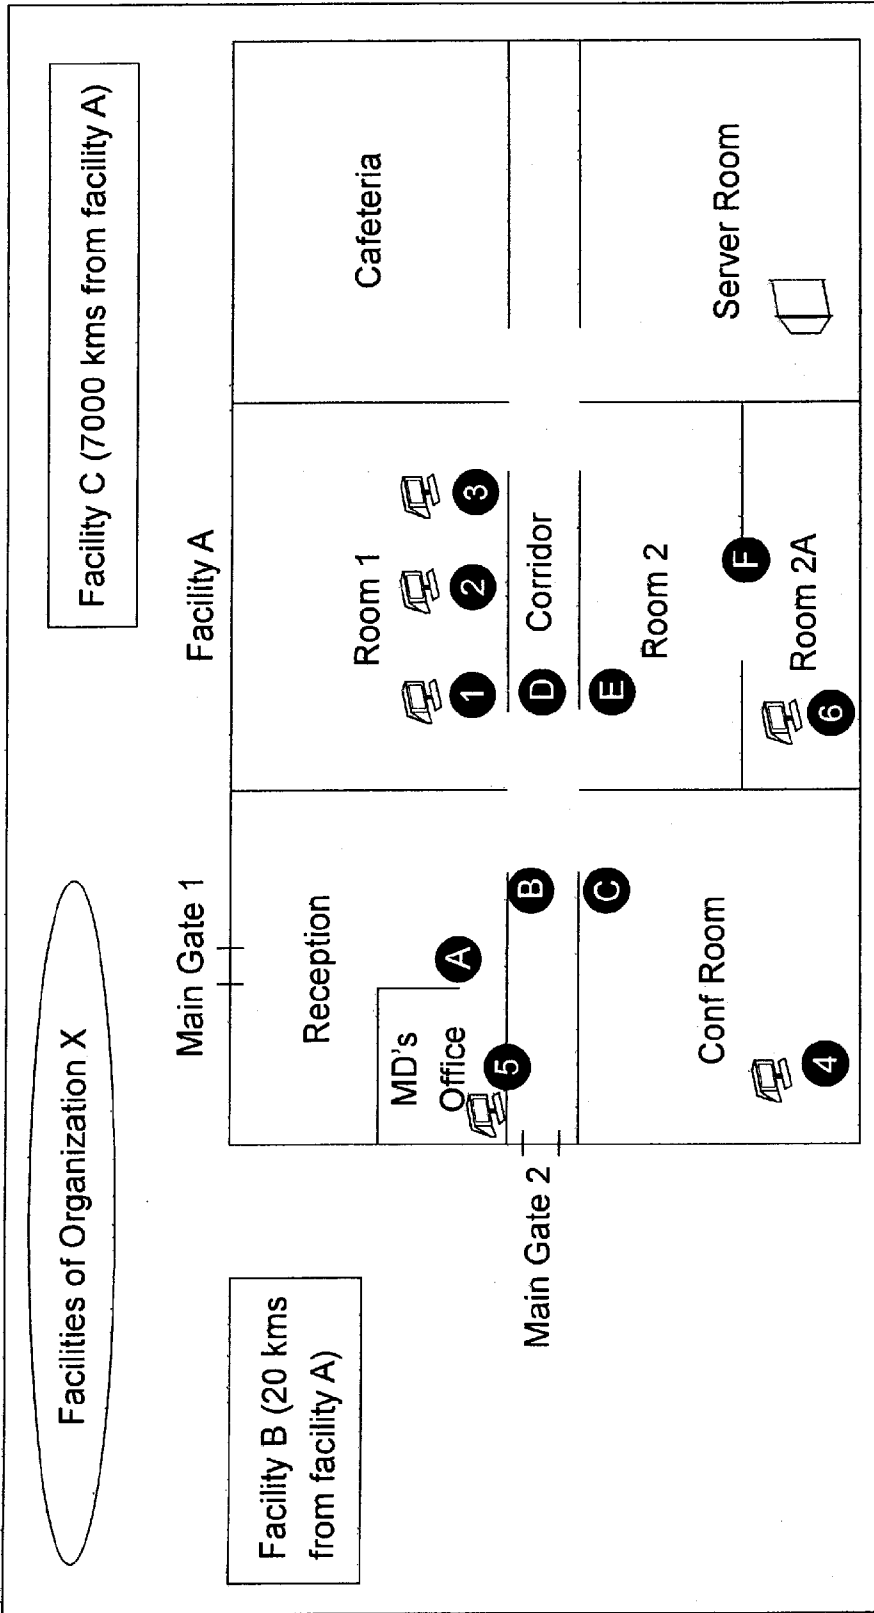 Facilities of Organization X
Facility C (7000 kms from facility A)
Facility B (20 kms
from facility A)
Facility A
Main Gate 1
Main Gate 2
Reception
MD's
Office
5
A
B
C
Conf Room
4
Room 1
1
2
3
Corridor
D
E
Room 2
F
Room 2A
6
Cafeteria
Server Room